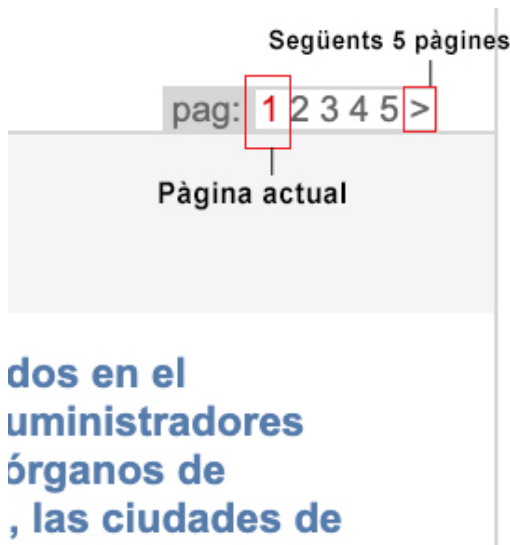 Següents 5 pàgines
pag: 1 2 3 4 5 >
Pàgina actual
dos en el
uministradores
órganos de
, las ciudades de